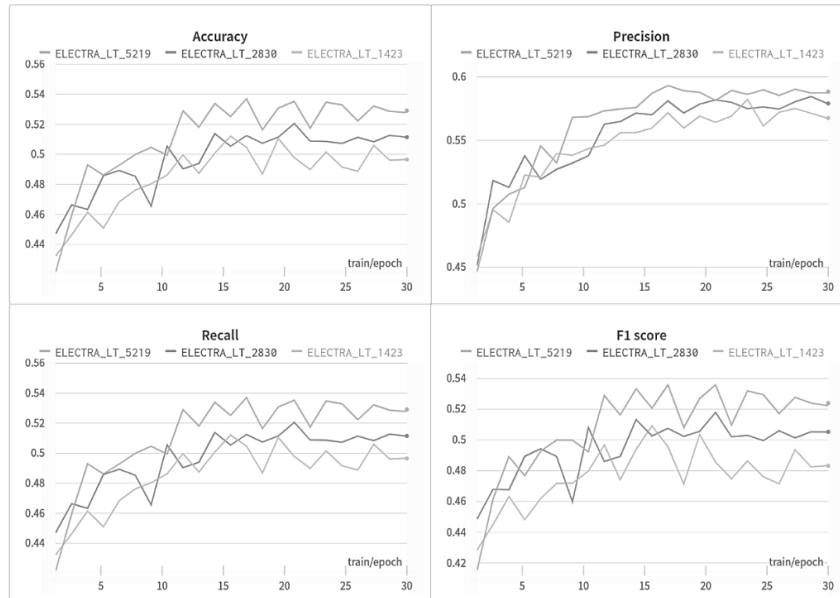 Accuracy
ELECTRA_LT_5219 ELECTRA_LT_2830 ELECTRA_LT_1423
0.56
0.54
0.52
0.5
0.48
0.46
0.44
train/epoch
5 10 15 20 25 30
Precision
ELECTRA_LT_5219 ELECTRA_LT_2830 ELECTRA_LT_1423
0.6
0.55
0.5
0.45
train/epoch
5 10 15 20 25 30
Recall
ELECTRA_LT_5219 ELECTRA_LT_2830 ELECTRA_LT_1423
0.56
0.54
0.52
0.5
0.48
0.46
0.44
train/epoch
5 10 15 20 25 30
F1 score
ELECTRA_LT_5219 ELECTRA_LT_2830 ELECTRA_LT_1423
0.54
0.52
0.5
0.48
0.46
0.44
0.42
train/epoch
5 10 15 20 25 30